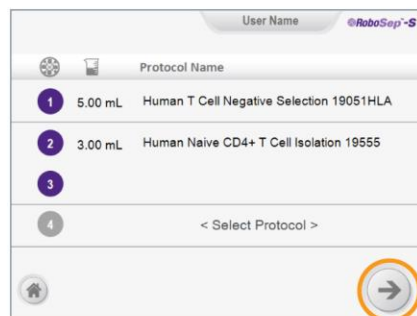 User Name RoboSep™-S
Protocol Name
1 5.00 mL Human T Cell Negative Selection 19051HLA
2 3.00 mL Human Naive CD4+ T Cell Isolation 19555
3
4 < Select Protocol >